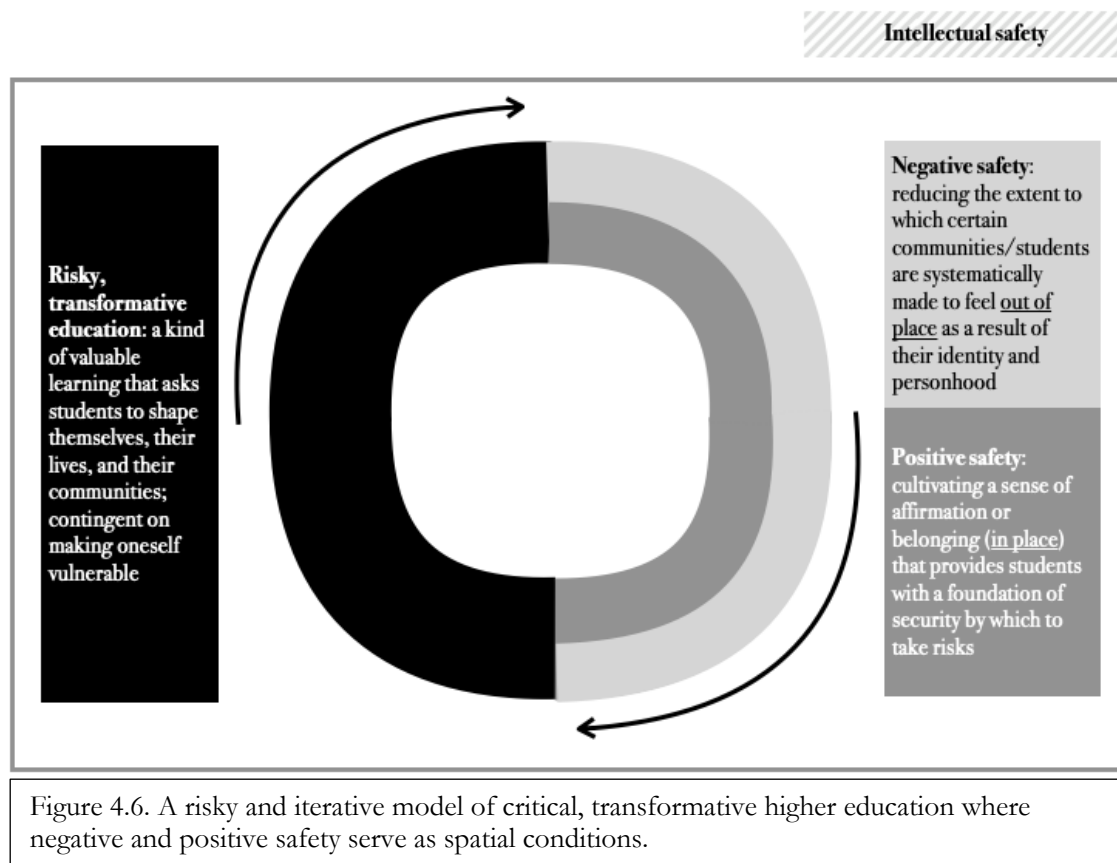 Intellectual safety
Risky,
transformative
education: a kind
of valuable
learning that asks
students to shape
themselves, their
lives, and their
communities;
contingent on
making oneself
vulnerable
Negative safety:
reducing the extent to
which certain
communities/students
are systematically
made to feel out of
place as a result of
their identity and
personhood
Positive safety:
cultivating a sense of
affirmation or
belonging (in place)
that provides students
with a foundation of
security by which to
take risks
Figure 4.6. A risky and iterative model of critical, transformative higher education where
negative and positive safety serve as spatial conditions.